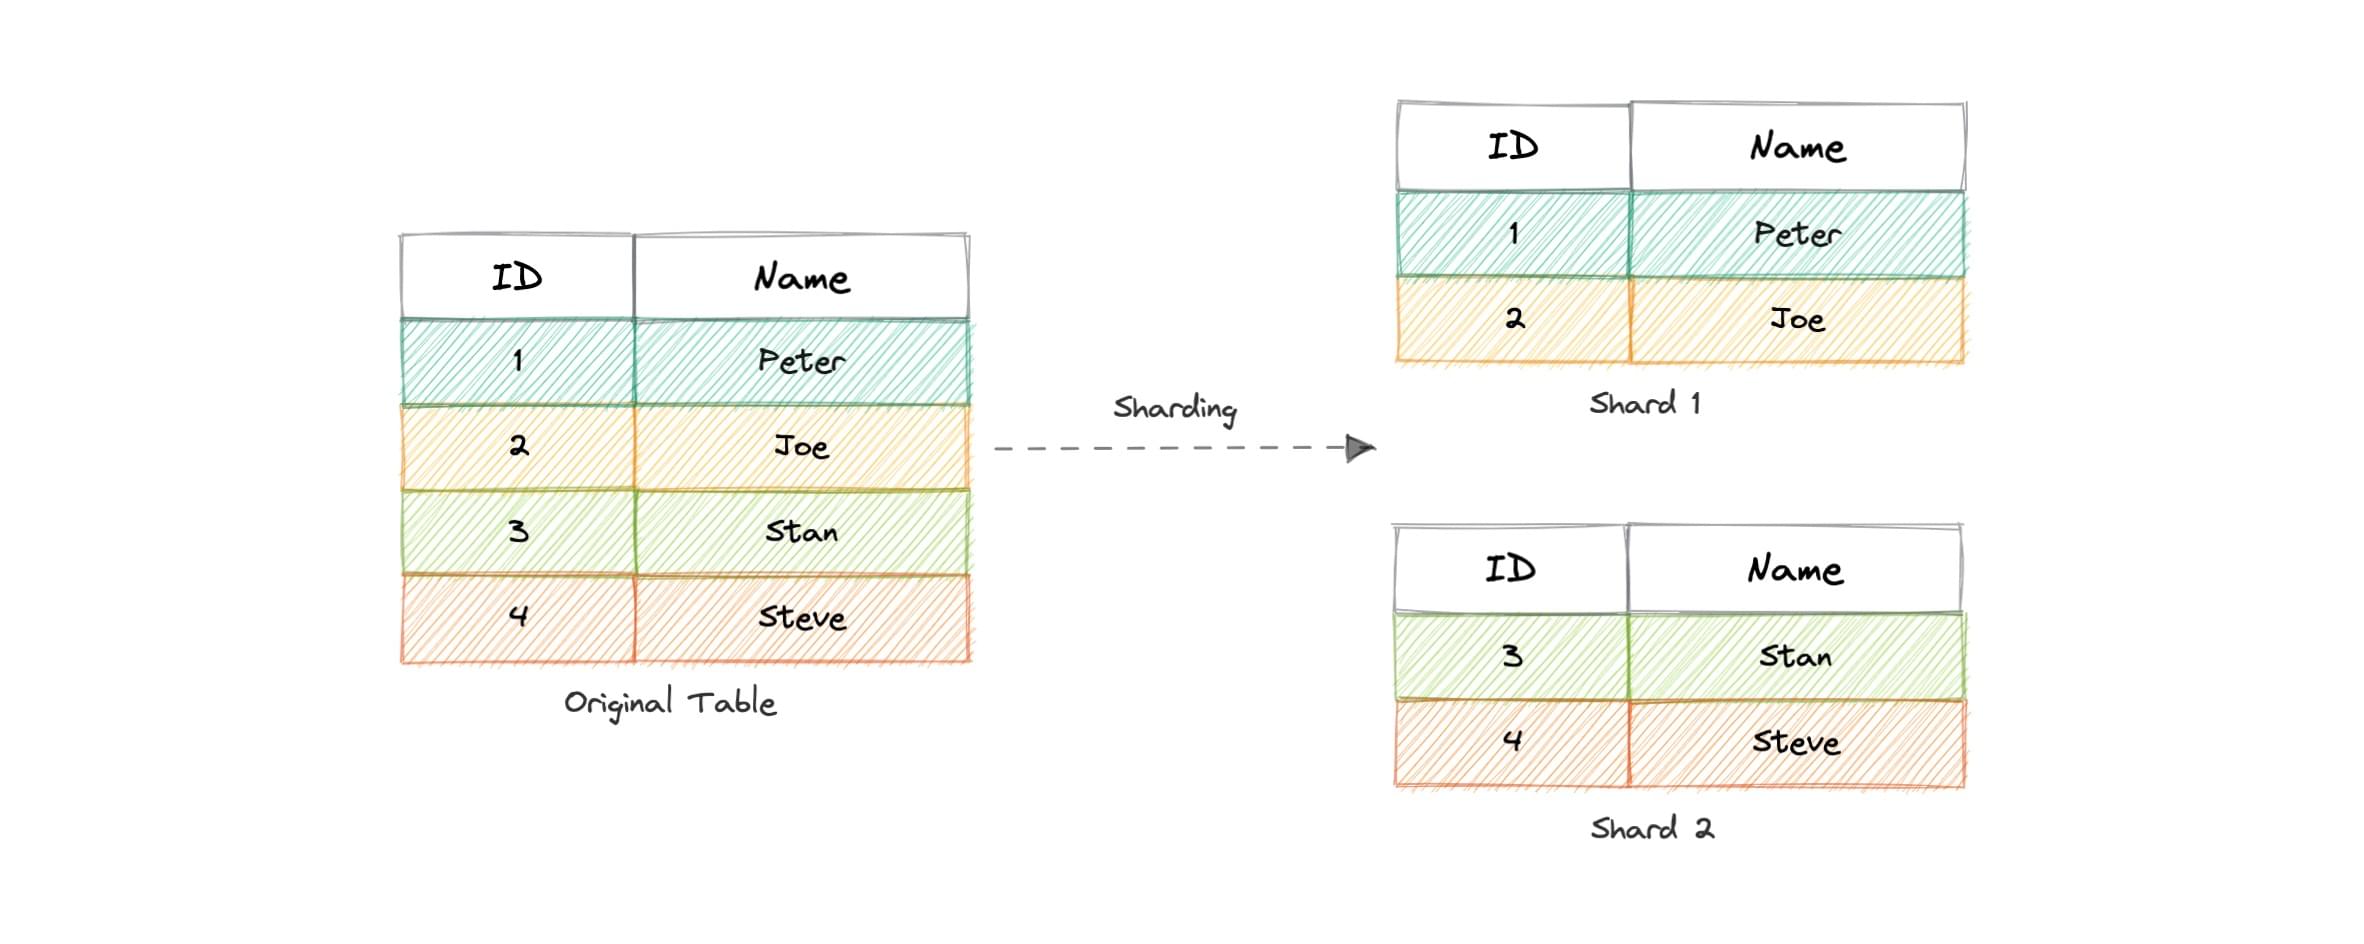 ID Name
1 Peter
2 Joe
3 Stan
4 Steve
Original Table
Sharding
ID Name
1 Peter
2 Joe
Shard 1
ID Name
3 Stan
4 Steve
Shard 2